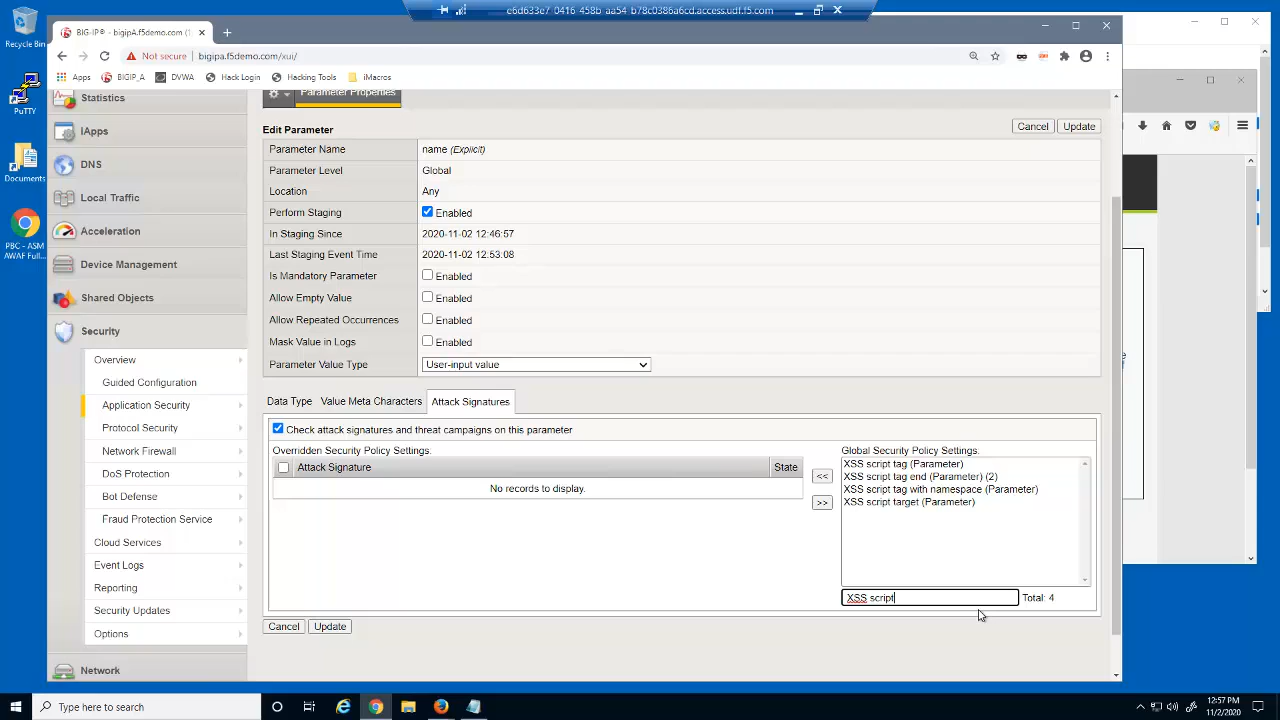 e6d633e7-0416-458b-aa54-b78c0386a6cd.access.udf.f5.com
Recycle Bin
BIG-IP® - bigipA.f5demo.com (1
Not secure | bigipa.f5demo.com/xui/
Apps BIGIP_A DVWA Hack Login Hacking Tools iMacros
PuTTY
Documents
PBC - ASM
AWAF Full...
Statistics
iApps
DNS
Local Traffic
Acceleration
Device Management
Shared Objects
Security
Overview
Guided Configuration
Application Security
Protocol Security
Network Firewall
DoS Protection
Bot Defense
Fraud Protection Service
Cloud Services
Event Logs
Reporting
Security Updates
Options
Network
Parameter Properties
Edit Parameter
Cancel Update
Parameter Name name (Explicit)
Parameter Level Global
Location Any
Perform Staging Enabled
In Staging Since 2020-11-02 12:46:57
Last Staging Event Time 2020-11-02 12:53:08
Is Mandatory Parameter Enabled
Allow Empty Value Enabled
Allow Repeated Occurrences Enabled
Mask Value in Logs Enabled
Parameter Value Type User-input value
Data Type Value Meta Characters Attack Signatures
Check attack signatures and threat campaigns on this parameter
Overridden Security Policy Settings:
Attack Signature State
No records to display.
<<
>>
Global Security Policy Settings:
XSS script tag (Parameter)
XSS script tag end (Parameter) (2)
XSS script tag with namespace (Parameter)
XSS script target (Parameter)
XSS script Total: 4
Cancel Update
Type here to search
12:57 PM
11/2/2020